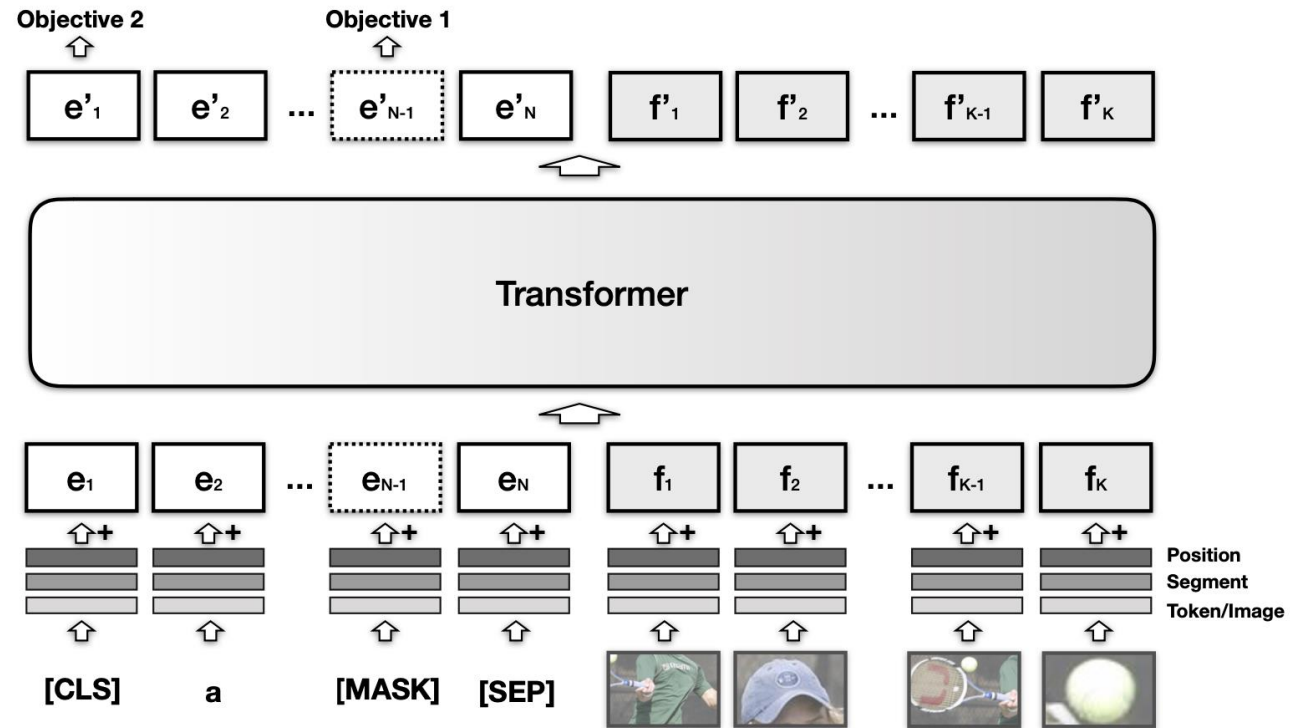 Objective 2 Objective 1
e'1 e'2 ... e'N-1 e'N f'1 f'2 ... f'K-1 f'K
Transformer
e1 e2 ... eN-1 eN f1 f2 ... fK-1 fK
+ + + + + + + +
Position
Segment
Token/Image
[CLS] a [MASK] [SEP]